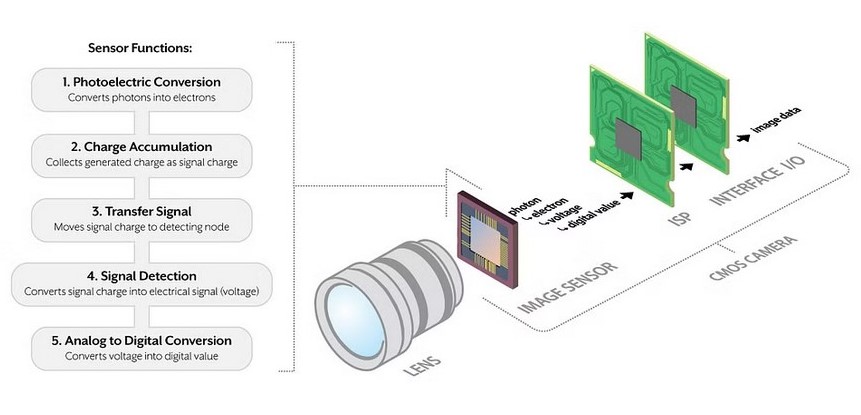 Sensor Functions:
1. Photoelectric Conversion
Converts photons into electrons
2. Charge Accumulation
Collects generated charge as signal charge
3. Transfer Signal
Moves signal charge to detecting node
4. Signal Detection
Converts signal charge into electrical signal (voltage)
5. Analog to Digital Conversion
Converts voltage into digital value
photon
↳ electron
↳ voltage
↳ digital value
image data
LENS
IMAGE SENSOR
ISP
INTERFACE I/O
CMOS CAMERA